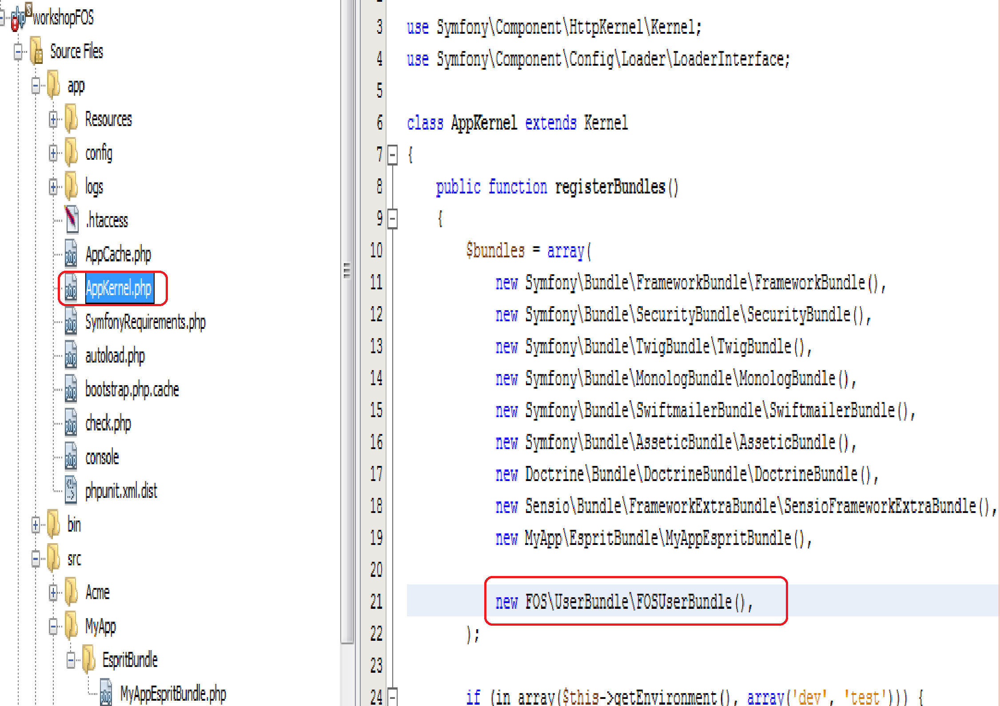 workshopFOS
Source Files
app
Resources
config
logs
.htaccess
AppCache.php
AppKernel.php
SymfonyRequirements.php
autoload.php
bootstrap.php.cache
check.php
console
phpunit.xml.dist
bin
src
Acme
MyApp
EspritBundle
MyAppEspritBundle.php
3 use Symfony\Component\HttpKernel\Kernel;
4 use Symfony\Component\Config\Loader\LoaderInterface;
5
6 class AppKernel extends Kernel
7 {
8 public function registerBundles()
9 {
10 $bundles = array(
11 new Symfony\Bundle\FrameworkBundle\FrameworkBundle(),
12 new Symfony\Bundle\SecurityBundle\SecurityBundle(),
13 new Symfony\Bundle\TwigBundle\TwigBundle(),
14 new Symfony\Bundle\MonologBundle\MonologBundle(),
15 new Symfony\Bundle\SwiftmailerBundle\SwiftmailerBundle(),
16 new Symfony\Bundle\AsseticBundle\AsseticBundle(),
17 new Doctrine\Bundle\DoctrineBundle\DoctrineBundle(),
18 new Sensio\Bundle\FrameworkExtraBundle\SensioFrameworkExtraBundle(),
19 new MyApp\EspritBundle\MyAppEspritBundle(),
20
21 new FOS\UserBundle\FOSUserBundle(),
22 );
23
24 if (in_array($this->getEnvironment(), array('dev', 'test'))) {